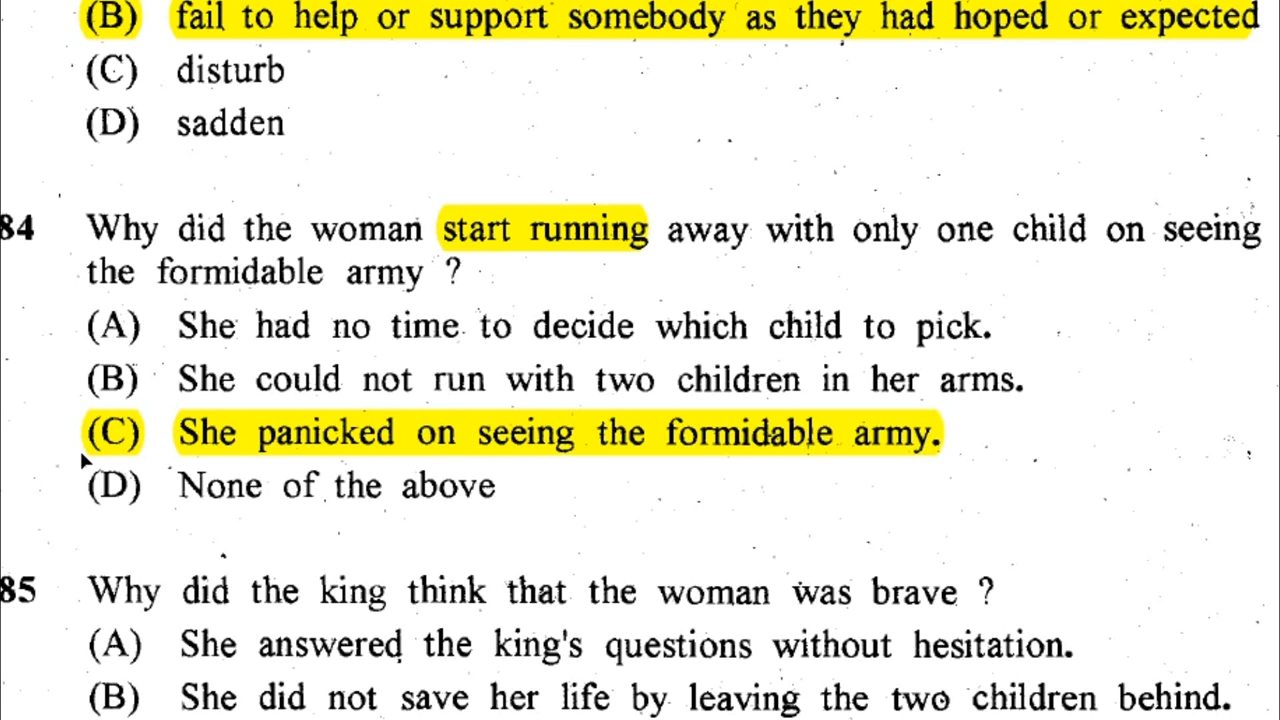 (B) fail to help or support somebody as they had hoped or expected
(C) disturb
(D) sadden
84 Why did the woman start running away with only one child on seeing
the formidable army ?
(A) She had no time to decide which child to pick.
(B) She could not run with two children in her arms.
(C) She panicked on seeing the formidable army.
(D) None of the above
85 Why did the king think that the woman was brave ?
(A) She answered the king's questions without hesitation.
(B) She did not save her life by leaving the two children behind.